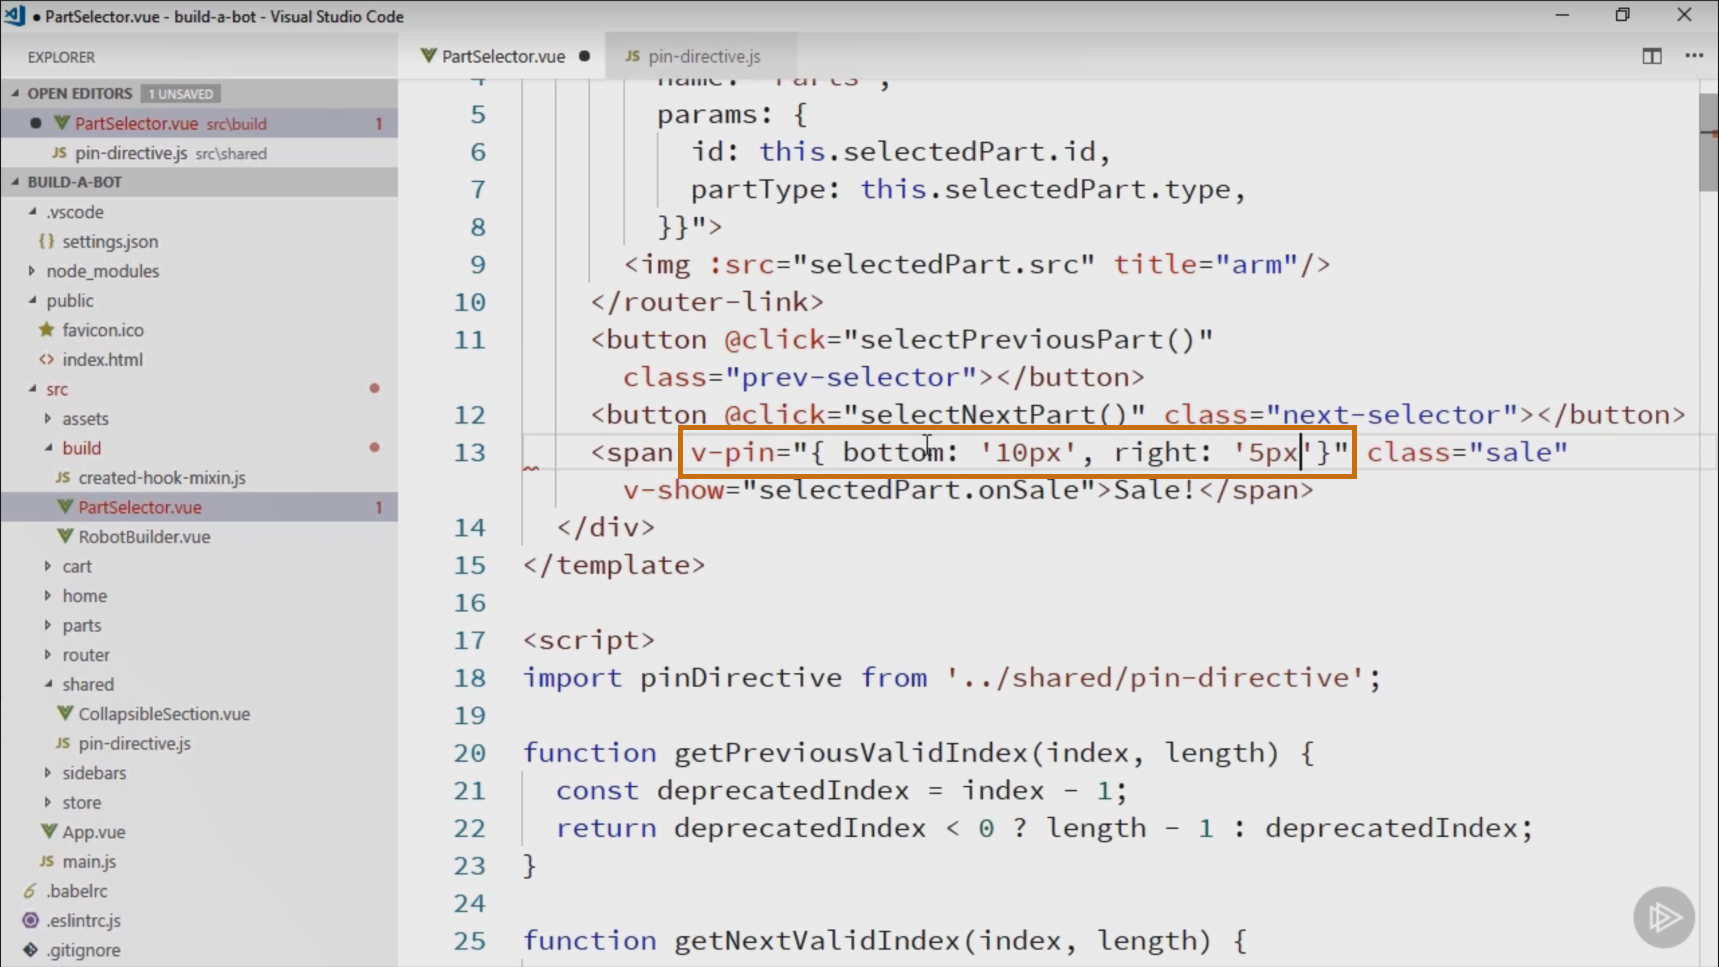 PartSelector.vue - build-a-bot - Visual Studio Code
EXPLORER
OPEN EDITORS 1 UNSAVED
PartSelector.vue src\build 1
JS pin-directive.js src\shared
BUILD-A-BOT
.vscode
{} settings.json
node_modules
public
favicon.ico
<> index.html
src
assets
build
JS created-hook-mixin.js
PartSelector.vue 1
RobotBuilder.vue
cart
home
parts
router
shared
CollapsibleSection.vue
JS pin-directive.js
sidebars
store
App.vue
JS main.js
.babelrc
.eslintrc.js
.gitignore
PartSelector.vue
JS pin-directive.js
4 name: 'Parts',
5 params: {
6 id: this.selectedPart.id,
7 partType: this.selectedPart.type,
8 }}">
9 <img :src="selectedPart.src" title="arm"/>
10 </router-link>
11 <button @click="selectPreviousPart()"
class="prev-selector"></button>
12 <button @click="selectNextPart()" class="next-selector"></button>
13 <span v-pin="{ bottom: '10px', right: '5px'}" class="sale"
v-show="selectedPart.onSale">Sale!</span>
14 </div>
15 </template>
16
17 <script>
18 import pinDirective from '../shared/pin-directive';
19
20 function getPreviousValidIndex(index, length) {
21 const deprecatedIndex = index - 1;
22 return deprecatedIndex < 0 ? length - 1 : deprecatedIndex;
23 }
24
25 function getNextValidIndex(index, length) {